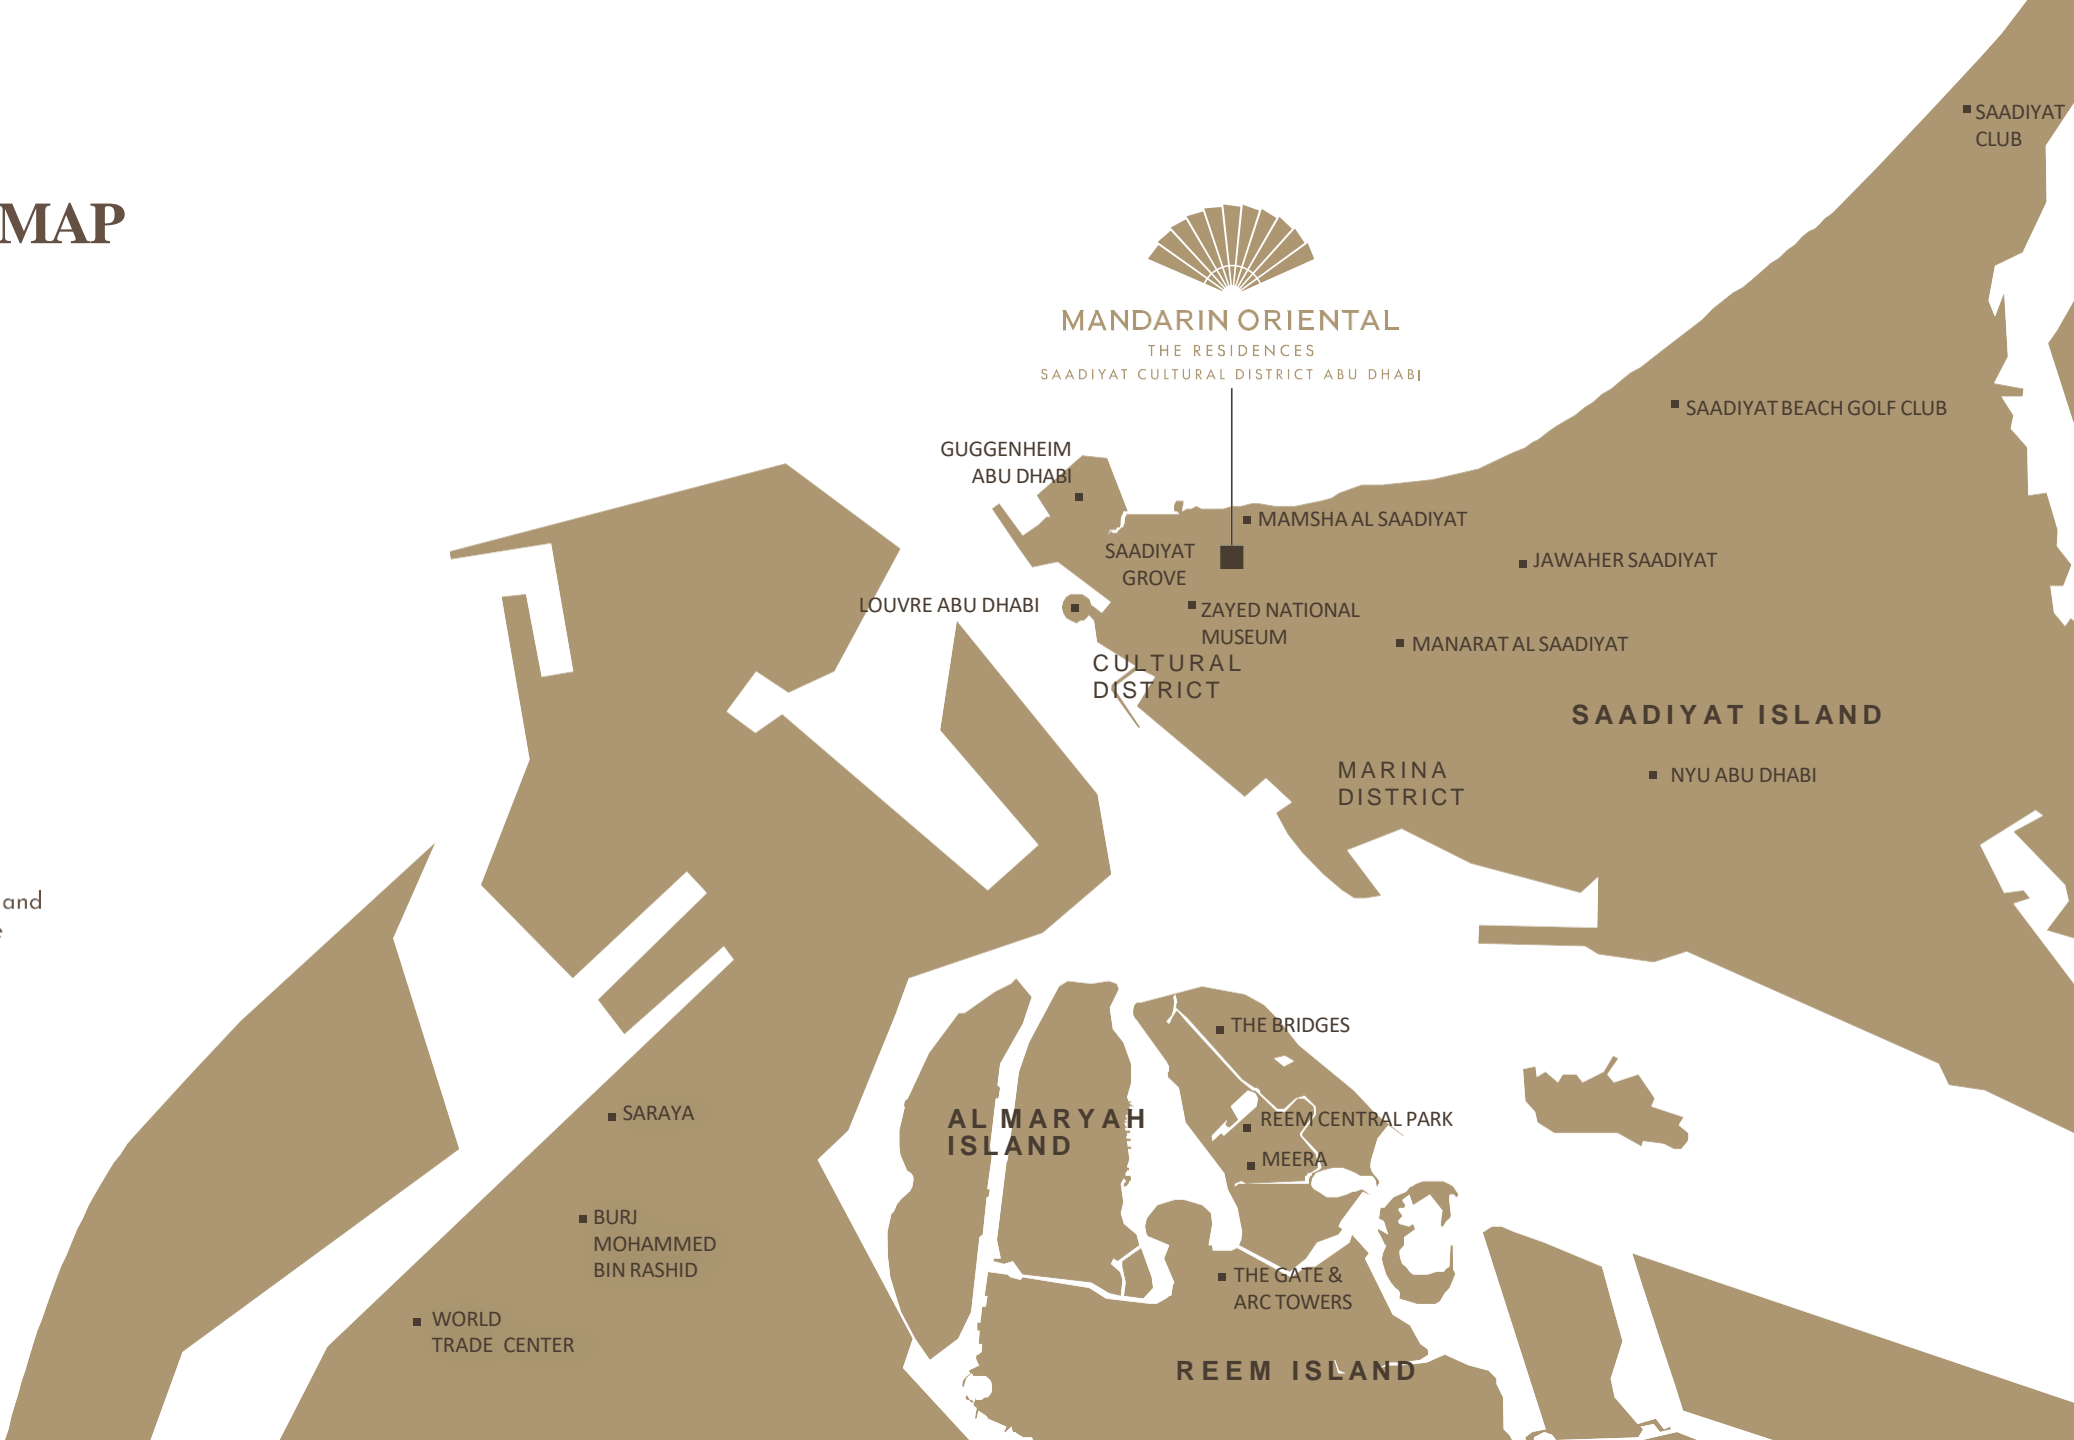 MAP
SAADIYAT
CLUB
MANDARIN ORIENTAL
THE RESIDENCES
SAADIYAT CULTURAL DISTRICT ABU DHABI
SAADIYAT BEACH GOLF CLUB
GUGGENHEIM
ABU DHABI
MAMSHA AL SAADIYAT
SAADIYAT
GROVE
JAWAHER SAADIYAT
LOUVRE ABU DHABI
ZAYED NATIONAL
MUSEUM
MANARAT AL SAADIYAT
CULTURAL
DISTRICT
SAADIYAT ISLAND
MARINA
DISTRICT
NYU ABU DHABI
and
THE BRIDGES
SARAYA
AL MARYAH
ISLAND
REEM CENTRAL PARK
MEERA
BURJ
MOHAMMED
BIN RASHID
THE GATE &
ARC TOWERS
WORLD
TRADE CENTER
REEM ISLAND